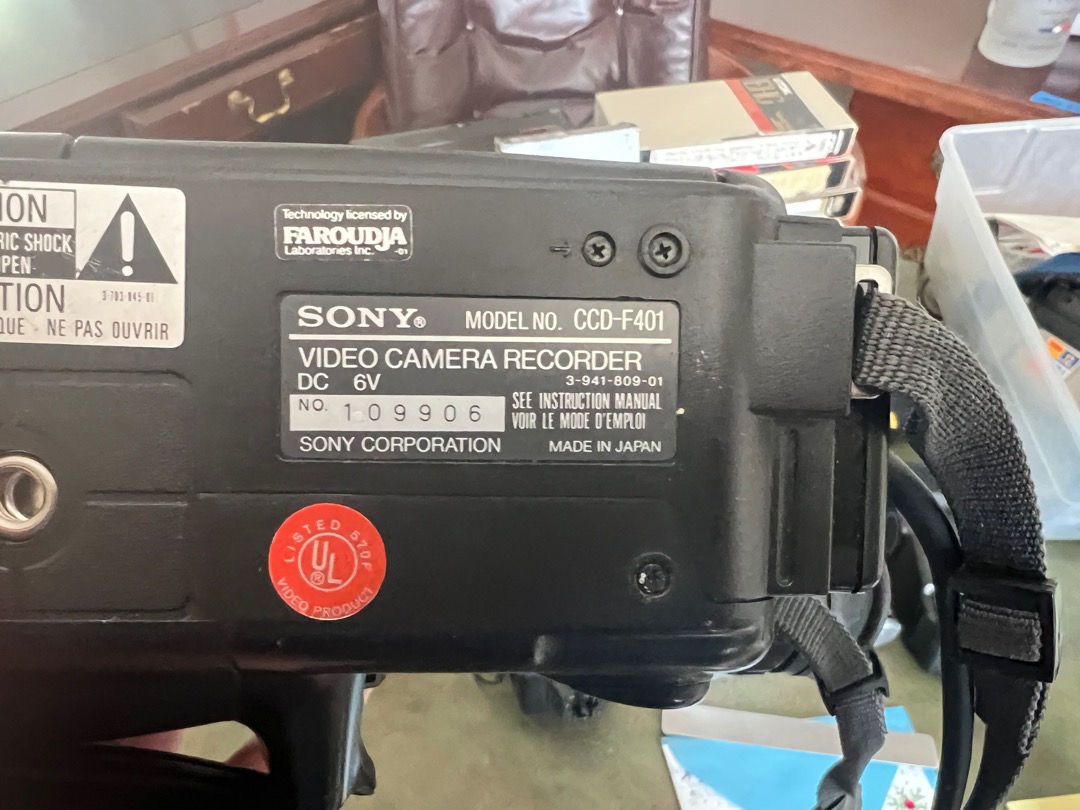 ION
RIC SHOCK
PEN
TION
3-703-845-01
QUE - NE PAS OUVRIR
Technology licensed by
FAROUDJA
Laboratories Inc. -01
SONY® MODEL NO. CCD-F401
VIDEO CAMERA RECORDER
DC 6V 3-941-809-01
NO. 109906 SEE INSTRUCTION MANUAL
VOIR LE MODE D'EMPLOI
SONY CORPORATION MADE IN JAPAN
LISTED 570F
UL®
VIDEO PRODUCT